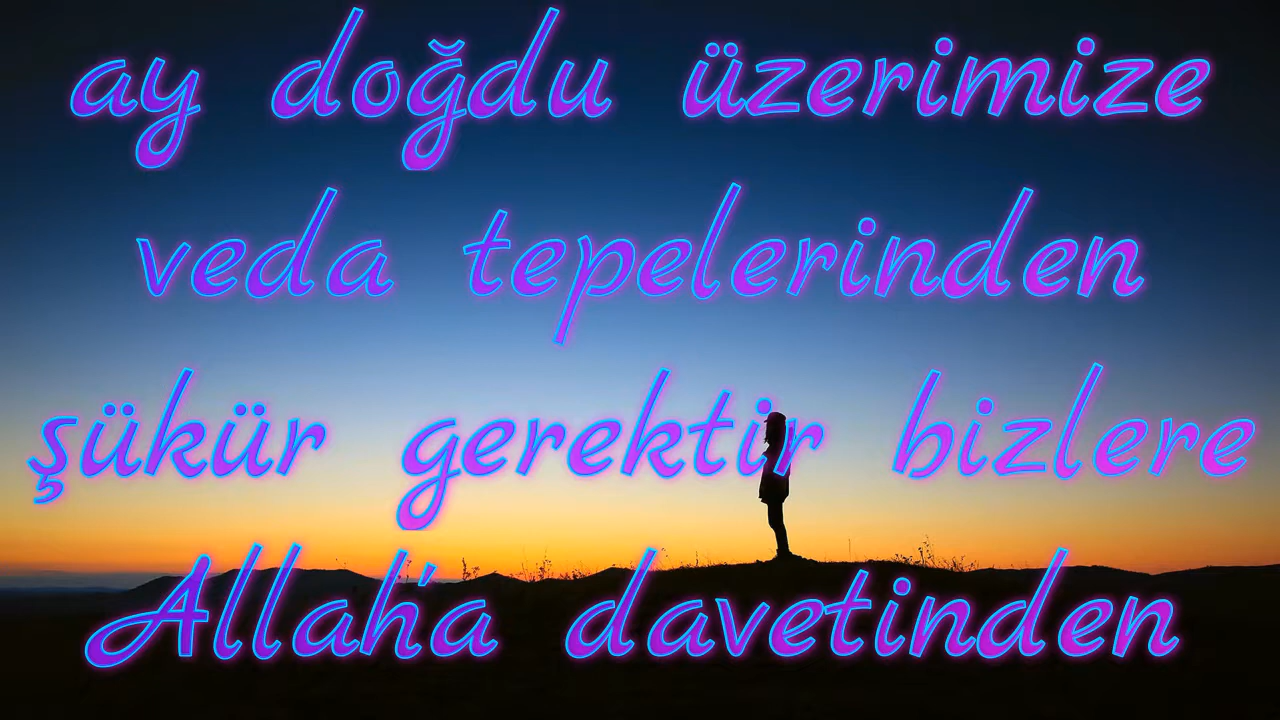 ay doğdu üzerimize
veda tepelerinden
şükür gerektir bizlere
Allah'a davetinden